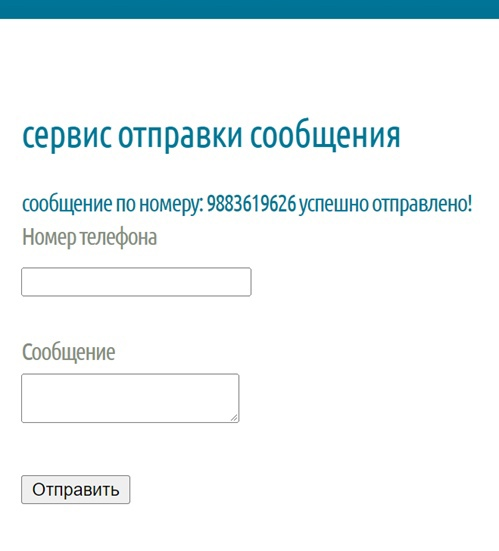 сервис отправки сообщения
сообщение по номеру: 9883619626 успешно отправлено!
Номер телефона
Сообщение
Отправить